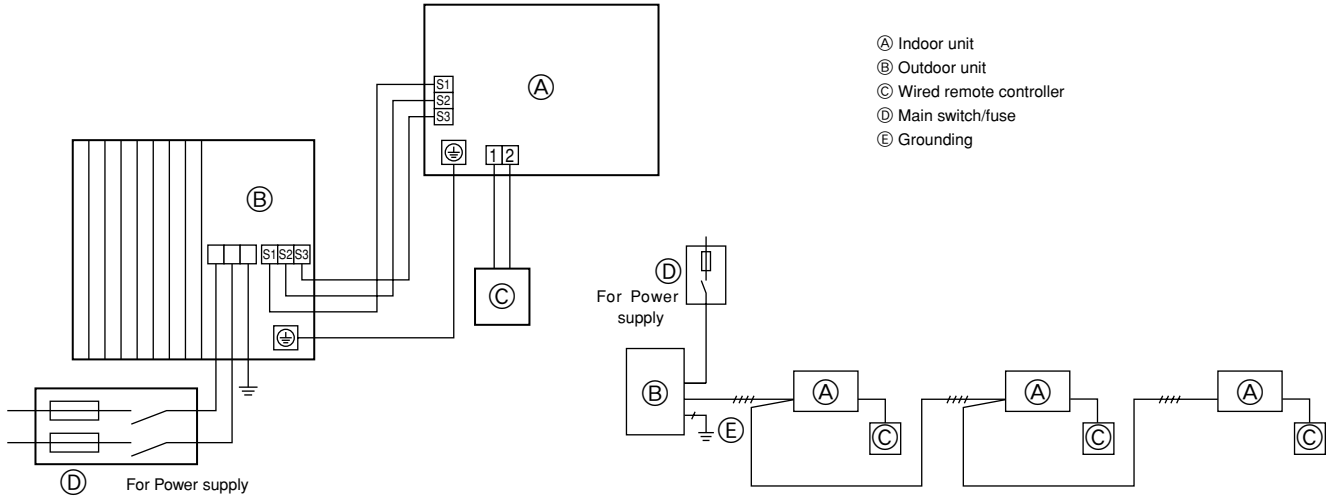 S1
S2
S3
Ⓐ
1 2
Ⓑ
S1 S2 S3
Ⓒ
Ⓓ
For Power supply
Ⓐ Indoor unit
Ⓑ Outdoor unit
Ⓒ Wired remote controller
Ⓓ Main switch/fuse
Ⓔ Grounding
Ⓓ
For Power
supply
Ⓑ
Ⓔ
Ⓐ
Ⓒ
Ⓐ
Ⓒ
Ⓐ
Ⓒ